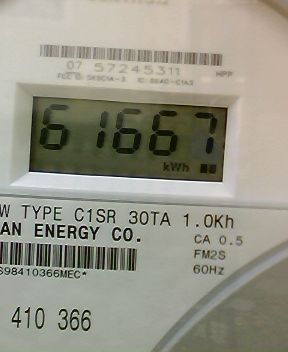 07 57245311
HPP
61667
kWh
W TYPE C1SR 30TA 1.0Kh
AN ENERGY CO.
CA 0.5
FM2S
60Hz
S98410366MEC*
410 366